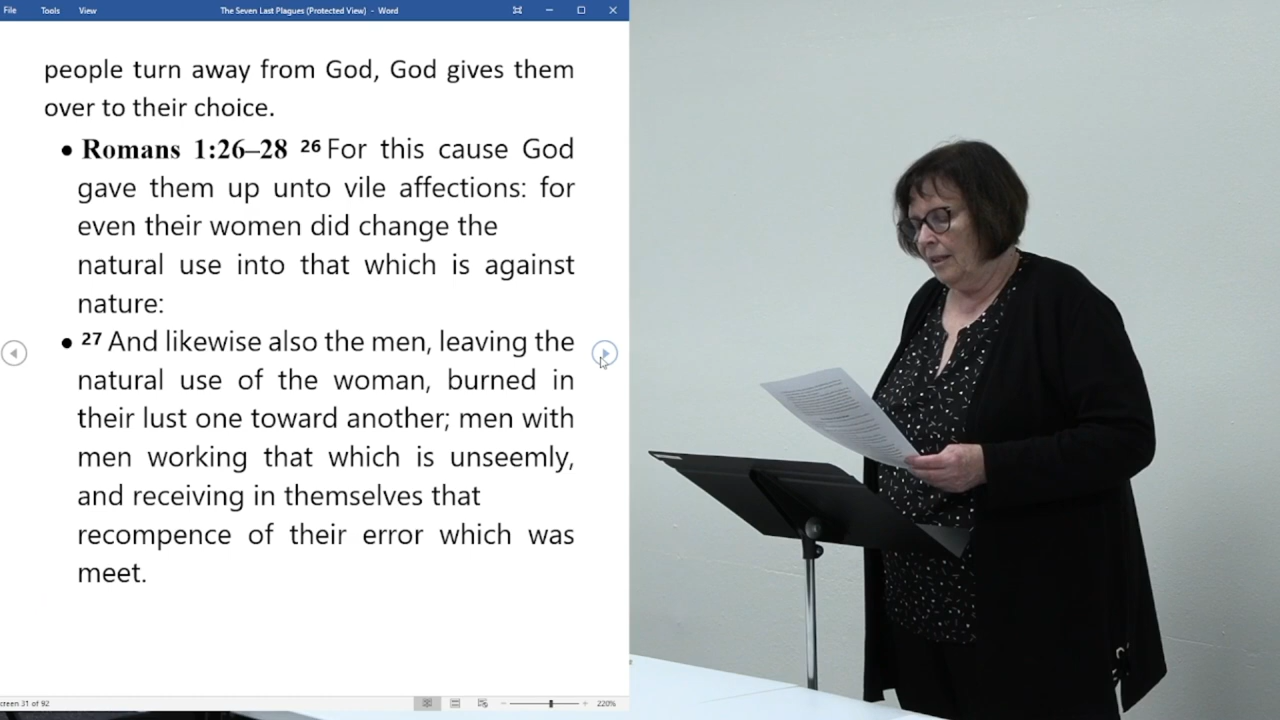 File Tools View The Seven Last Plagues (Protected View) - Word
people turn away from God, God gives them
over to their choice.
• Romans 1:26–28 26 For this cause God
gave them up unto vile affections: for
even their women did change the
natural use into that which is against
nature:
• 27 And likewise also the men, leaving the
natural use of the woman, burned in
their lust one toward another; men with
men working that which is unseemly,
and receiving in themselves that
recompence of their error which was
meet.
creen 31 of 92 220%